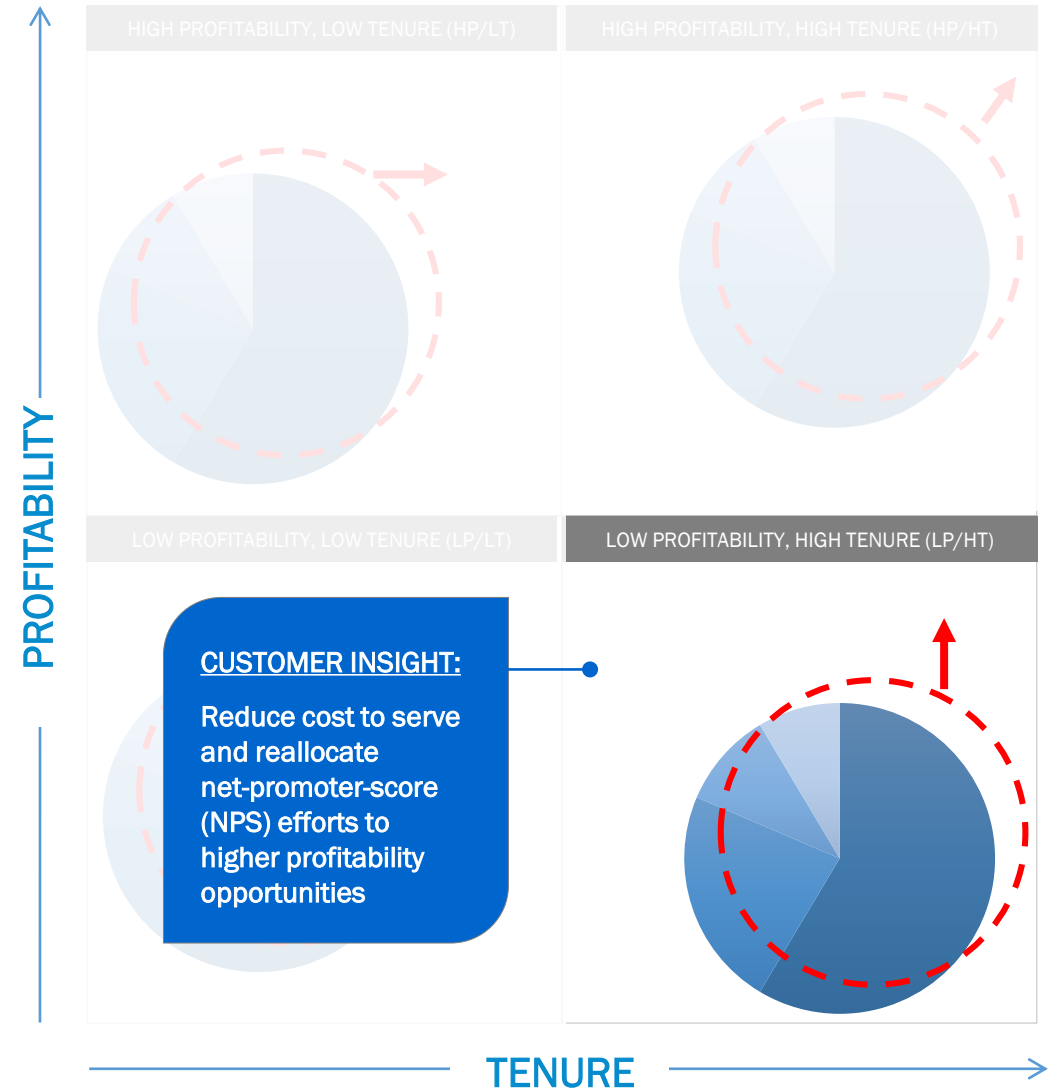 HIGH PROFITABILITY, LOW TENURE (HP/LT)
HIGH PROFITABILITY, HIGH TENURE (HP/HT)
PROFITABILITY
LOW PROFITABILITY, LOW TENURE (LP/LT)
LOW PROFITABILITY, HIGH TENURE (LP/HT)
CUSTOMER INSIGHT:
Reduce cost to serve
and reallocate
net-promoter-score
(NPS) efforts to
higher profitability
opportunities
TENURE